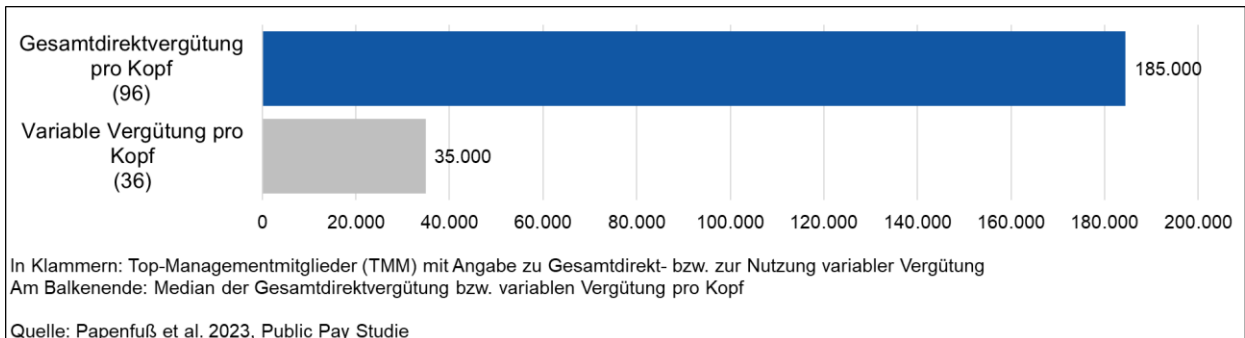 Gesamtdirektvergütung
pro Kopf
(96)
185.000
Variable Vergütung pro
Kopf
(36)
35.000
0 20.000 40.000 60.000 80.000 100.000 120.000 140.000 160.000 180.000 200.000
In Klammern: Top-Managementmitglieder (TMM) mit Angabe zu Gesamtdirekt- bzw. zur Nutzung variabler Vergütung
Am Balkenende: Median der Gesamtdirektvergütung bzw. variablen Vergütung pro Kopf
Quelle: Papenfuß et al. 2023, Public Pay Studie